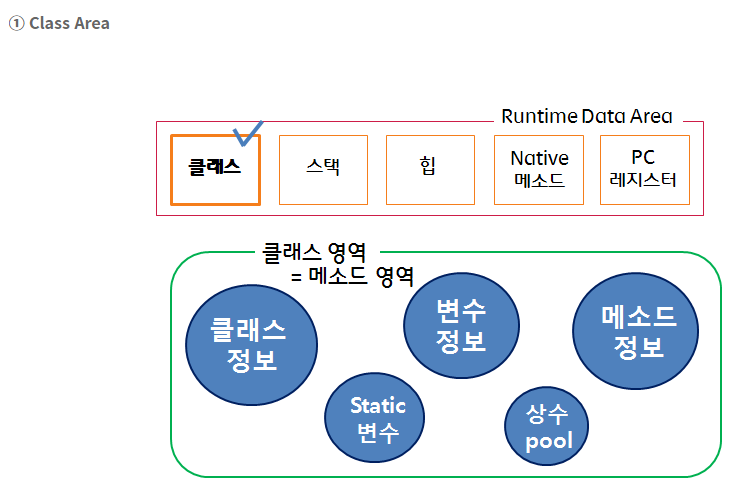 ① Class Area
Runtime Data Area
클래스
스택
힙
Native
메소드
PC
레지스터
클래스 영역
= 메소드 영역
클래스
정보
변수
정보
메소드
정보
Static
변수
상수
pool